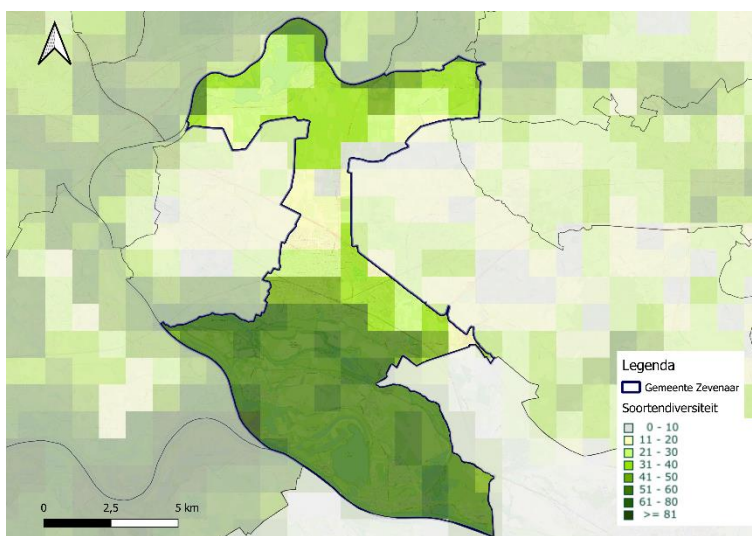 Legenda
Gemeente Zevenaar
Soortendiversiteit
0 - 10
11 - 20
21 - 30
31 - 40
41 - 50
51 - 60
61 - 80
>= 81
0 2,5 5 km